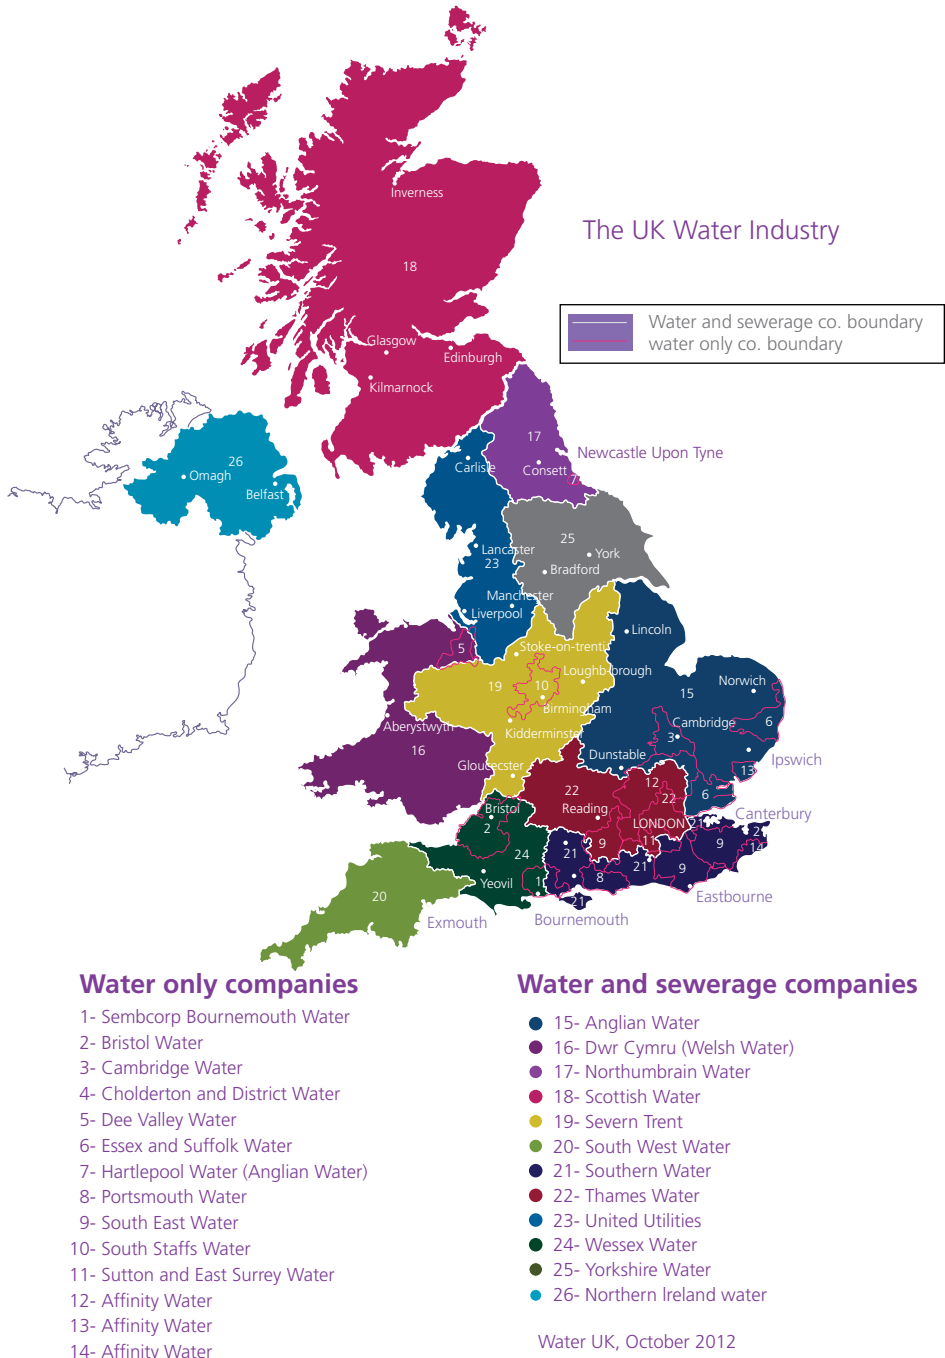 Inverness
The UK Water Industry
18
Water and sewerage co. boundary
water only co. boundary
Glasgow
Edinburgh
Kilmarnock
17
Newcastle Upon Tyne
26
Carlisle
Consett
7
Omagh
Belfast
25
Lancaster
York
23
Bradford
Manchester
Liverpool
Lincoln
5
Stoke-on-trent
Loughb-brough
19
10
15
Norwich
Birmingham
Aberystwyth
6
Cambridge
Kidderminster
3
16
Dunstable
Ipswich
Gloucecster
13
12
22
6
22
Bristol
Reading
Canterbury
LONDON
21
2
21
11
9
9
14
24
21
21
9
8
Yeovil
1
20
21
Eastbourne
Exmouth
Bournemouth
Water only companies
1- Sembcorp Bournemouth Water
2- Bristol Water
3- Cambridge Water
4- Cholderton and District Water
5- Dee Valley Water
6- Essex and Suffolk Water
7- Hartlepool Water (Anglian Water)
8- Portsmouth Water
9- South East Water
10- South Staffs Water
11- Sutton and East Surrey Water
12- Affinity Water
13- Affinity Water
14- Affinity Water
Water and sewerage companies
15- Anglian Water
16- Dwr Cymru (Welsh Water)
17- Northumbrain Water
18- Scottish Water
19- Severn Trent
20- South West Water
21- Southern Water
22- Thames Water
23- United Utilities
24- Wessex Water
25- Yorkshire Water
26- Northern Ireland water
Water UK, October 2012